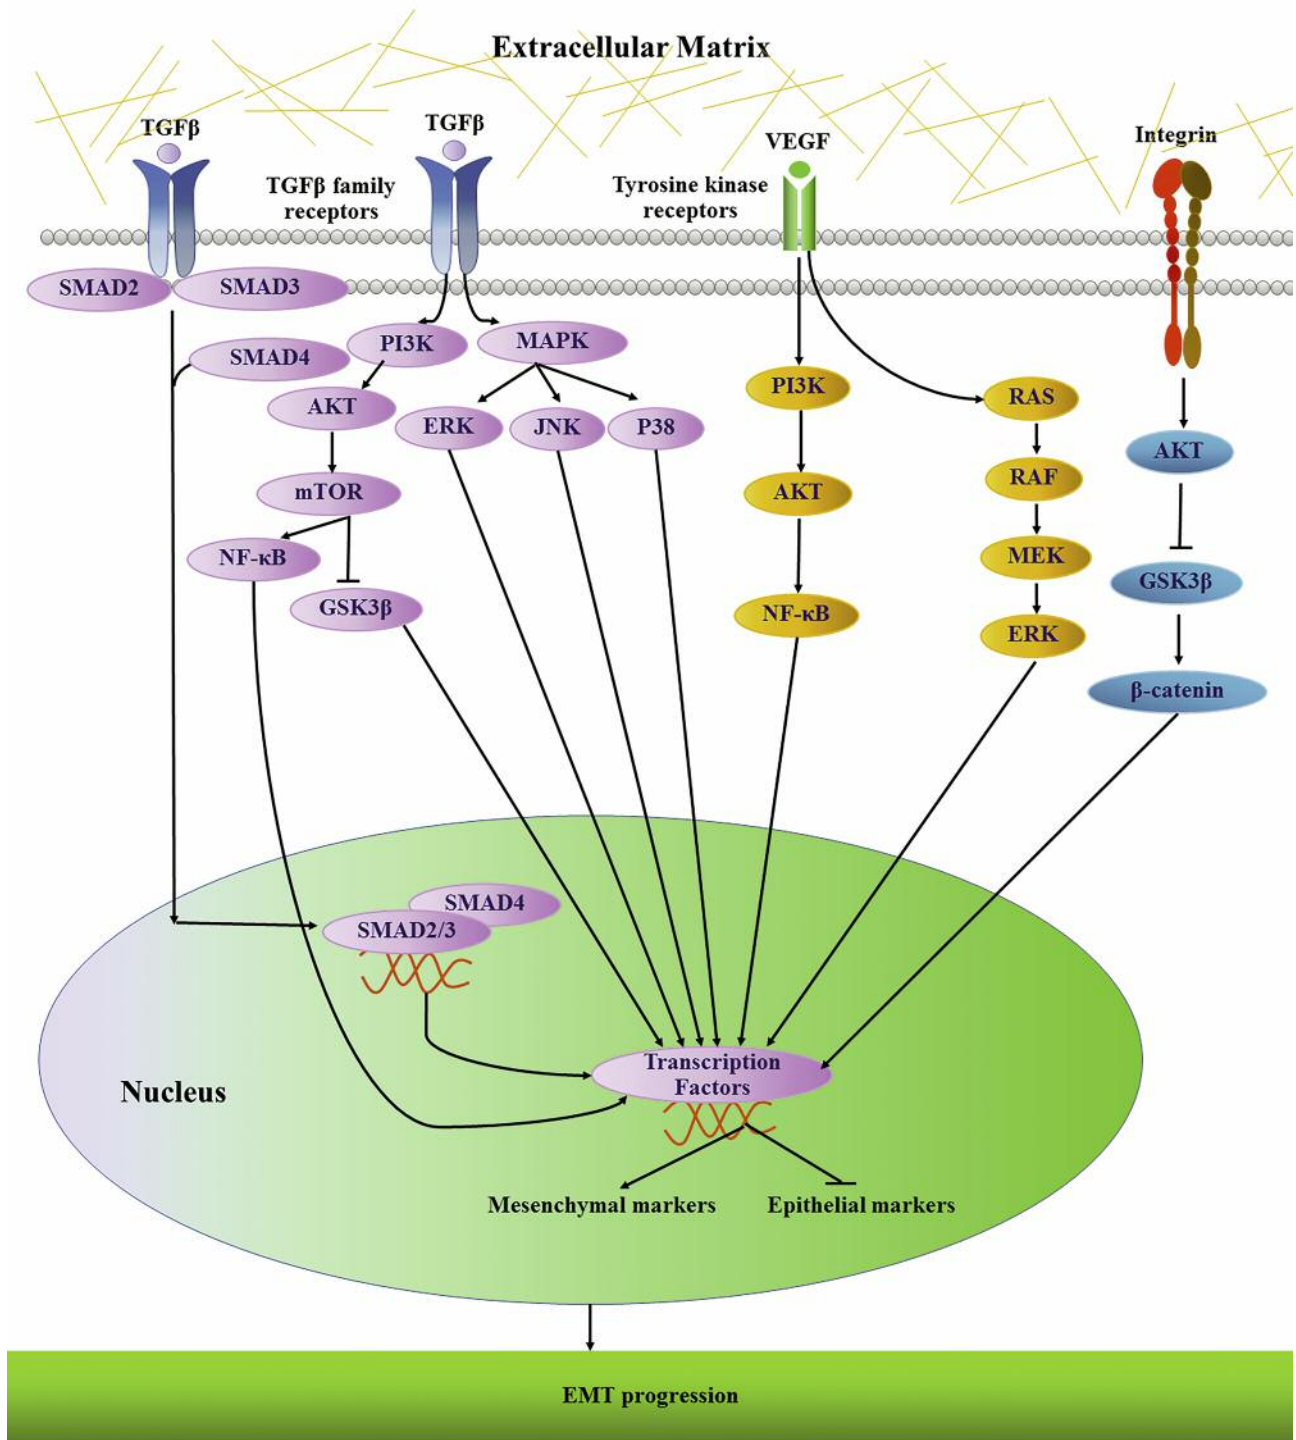 Extracellular Matrix
TGFβ
TGFβ
VEGF
Integrin
TGFβ family
receptors
Tyrosine kinase
receptors
SMAD2
SMAD3
SMAD4
PI3K
MAPK
AKT
ERK
JNK
P38
mTOR
NF-κB
GSK3β
PI3K
AKT
NF-κB
RAS
RAF
MEK
ERK
AKT
GSK3β
β-catenin
SMAD4
SMAD2/3
Nucleus
Transcription
Factors
Mesenchymal markers
Epithelial markers
EMT progression